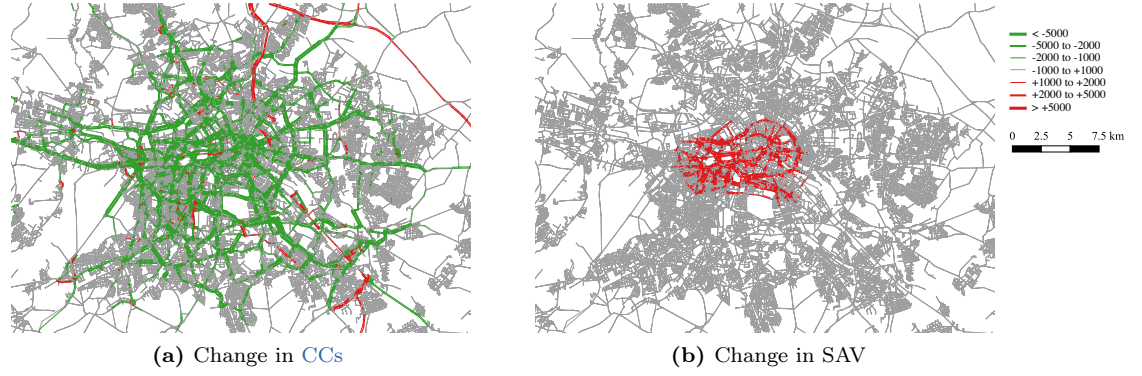 < -5000
-5000 to -2000
-2000 to -1000
-1000 to +1000
+1000 to +2000
+2000 to +5000
> +5000
0 2.5 5 7.5 km
(a) Change in CCs
(b) Change in SAV